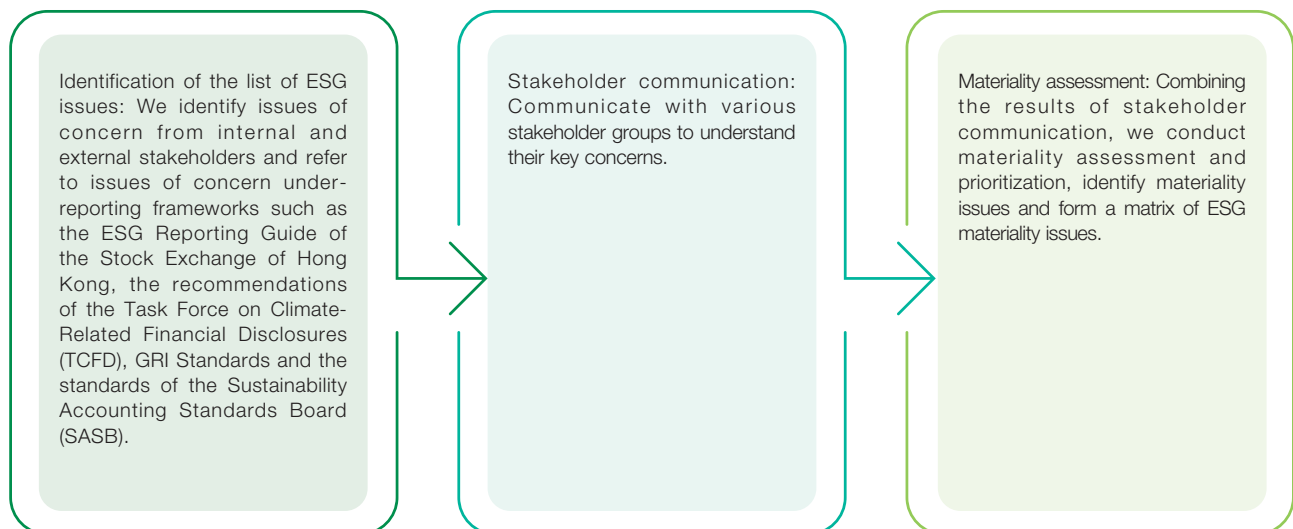 Identification of the list of ESG
issues: We identify issues of
concern from internal and
external stakeholders and refer
to issues of concern under-
reporting frameworks such as
the ESG Reporting Guide of
the Stock Exchange of Hong
Kong, the recommendations
of the Task Force on Climate-
Related Financial Disclosures
(TCFD), GRI Standards and the
standards of the Sustainability
Accounting Standards Board
(SASB).
Stakeholder communication:
Communicate with various
stakeholder groups to understand
their key concerns.
Materiality assessment: Combining
the results of stakeholder
communication, we conduct
materiality assessment and
prioritization, identify materiality
issues and form a matrix of ESG
materiality issues.